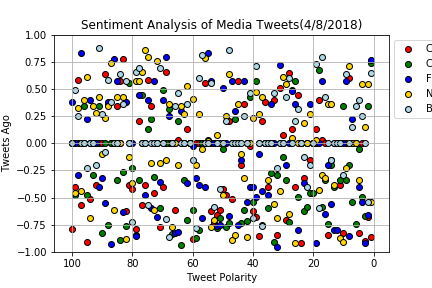 Sentiment Analysis of Media Tweets(4/8/2018)
1.00
0.75
0.50
0.25
0.00
−0.25
−0.50
−0.75
−1.00
Tweets Ago
100
80
60
40
20
0
Tweet Polarity
C
C
F
N
B